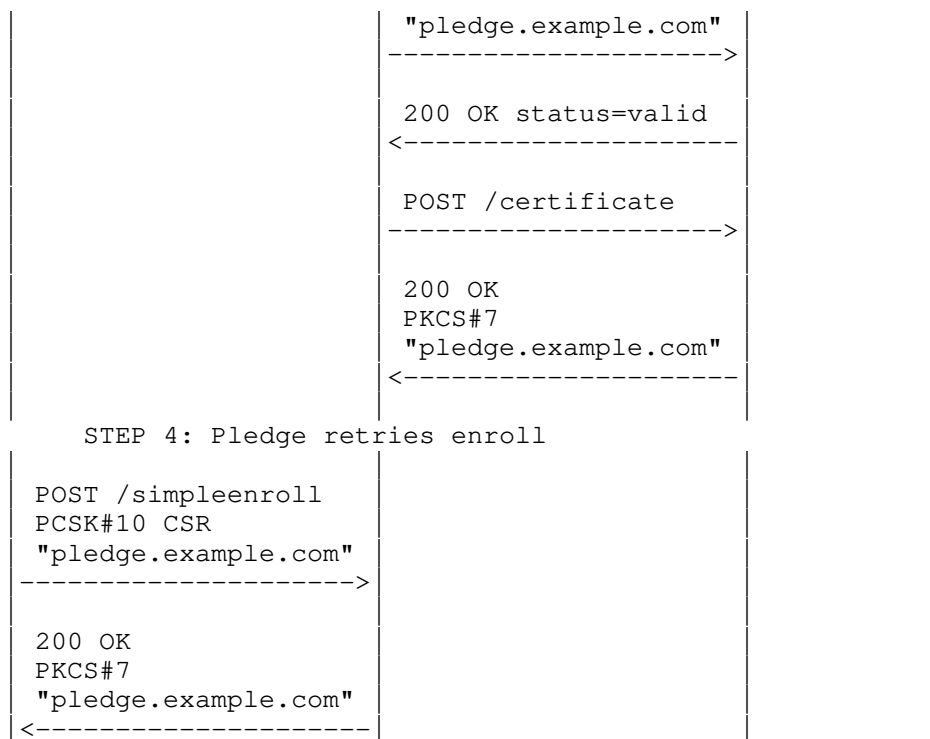 "pledge.example.com"
200 OK status=valid
POST /certificate
200 OK
PKCS#7
"pledge.example.com"
STEP 4: Pledge retries enroll
POST /simpleenroll
PCSK#10 CSR
"pledge.example.com"
200 OK
PKCS#7
"pledge.example.com"